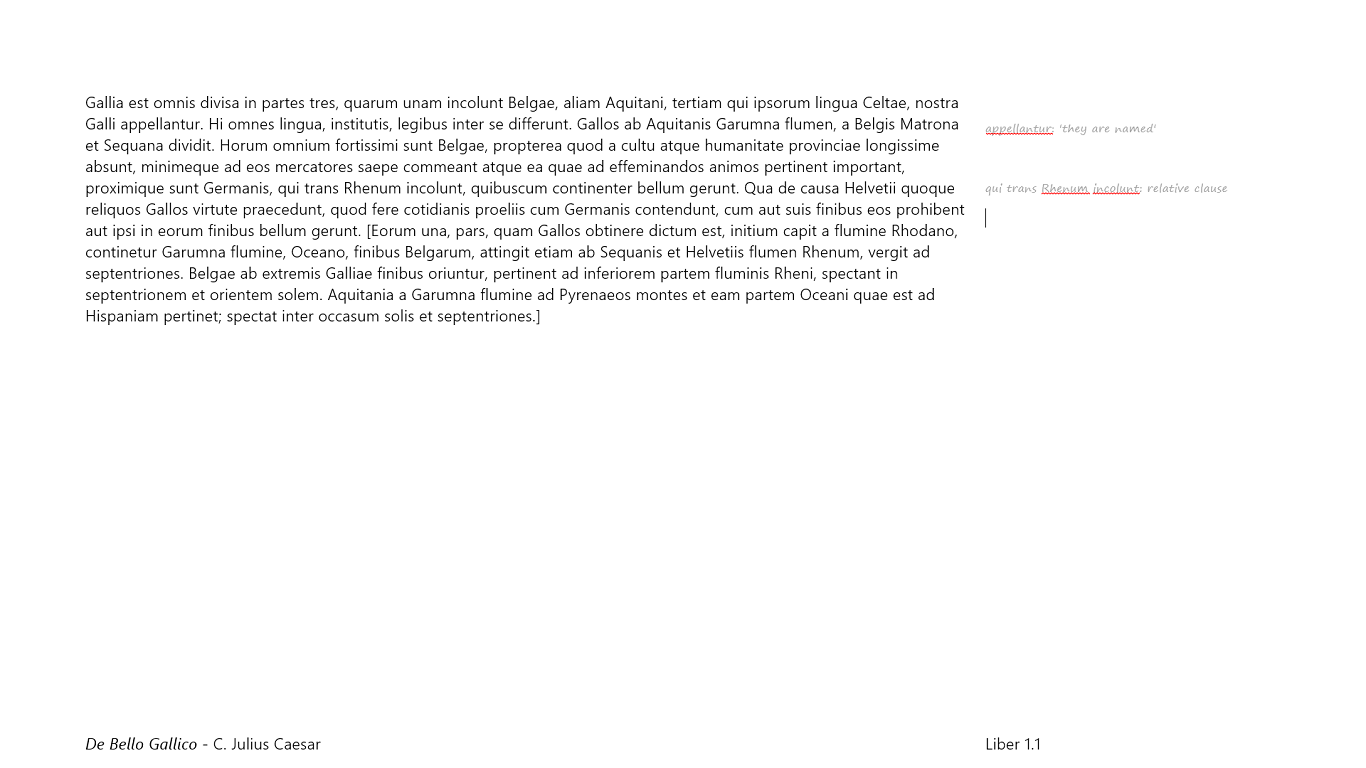 Gallia est omnis divisa in partes tres, quarum unam incolunt Belgae, aliam Aquitani, tertiam qui ipsorum lingua Celtae, nostra
Galli appellantur. Hi omnes lingua, institutis, legibus inter se differunt. Gallos ab Aquitanis Garumna flumen, a Belgis Matrona
et Sequana dividit. Horum omnium fortissimi sunt Belgae, propterea quod a cultu atque humanitate provinciae longissime
absunt, minimeque ad eos mercatores saepe commeant atque ea quae ad effeminandos animos pertinent important,
proximique sunt Germanis, qui trans Rhenum incolunt, quibuscum continenter bellum gerunt. Qua de causa Helvetii quoque
reliquos Gallos virtute praecedunt, quod fere cotidianis proeliis cum Germanis contendunt, cum aut suis finibus eos prohibent
aut ipsi in eorum finibus bellum gerunt. [Eorum una, pars, quam Gallos obtinere dictum est, initium capit a flumine Rhodano,
continetur Garumna flumine, Oceano, finibus Belgarum, attingit etiam ab Sequanis et Helvetiis flumen Rhenum, vergit ad
septentriones. Belgae ab extremis Galliae finibus oriuntur, pertinent ad inferiorem partem fluminis Rheni, spectant in
septentrionem et orientem solem. Aquitania a Garumna flumine ad Pyrenaeos montes et eam partem Oceani quae est ad
Hispaniam pertinet; spectat inter occasum solis et septentriones.]
appellantur: 'they are named'
qui trans Rhenum incolunt: relative clause
De Bello Gallico - C. Julius Caesar
Liber 1.1